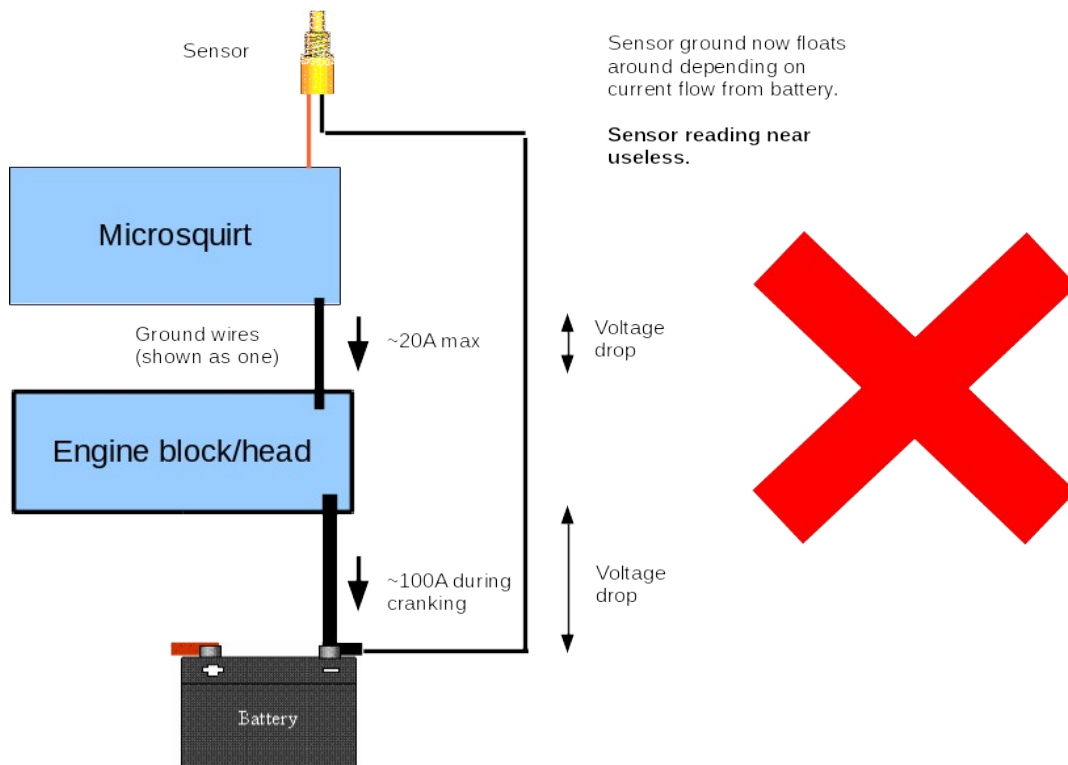 Sensor
Sensor ground now floats
around depending on
current flow from battery.
Sensor reading near
useless.
Microsquirt
Ground wires
(shown as one)
~20A max
Voltage
drop
Engine block/head
~100A during
cranking
Voltage
drop
Battery